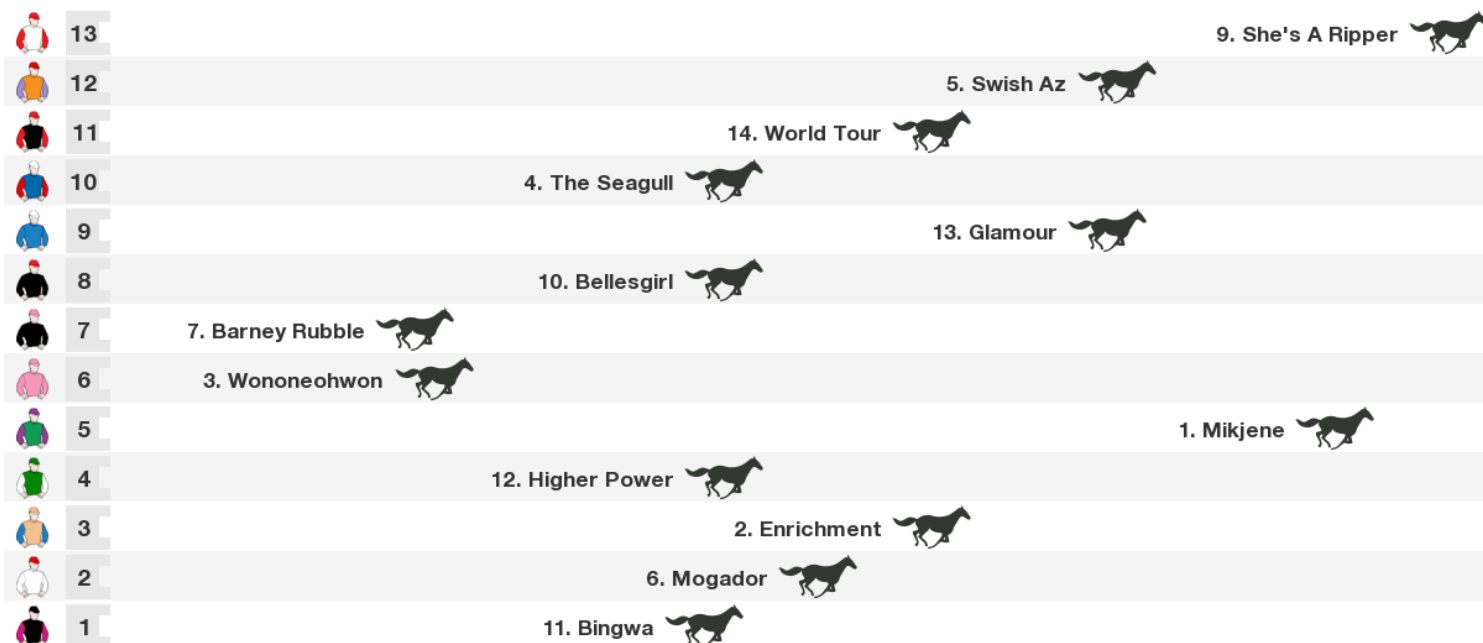 13 9. She's A Ripper
12 5. Swish Az
11 14. World Tour
10 4. The Seagull
9 13. Glamour
8 10. Bellesgirl
7 7. Barney Rubble
6 3. Wononeohwon
5 1. Mikjene
4 12. Higher Power
3 2. Enrichment
2 6. Mogador
1 11. Bingwa